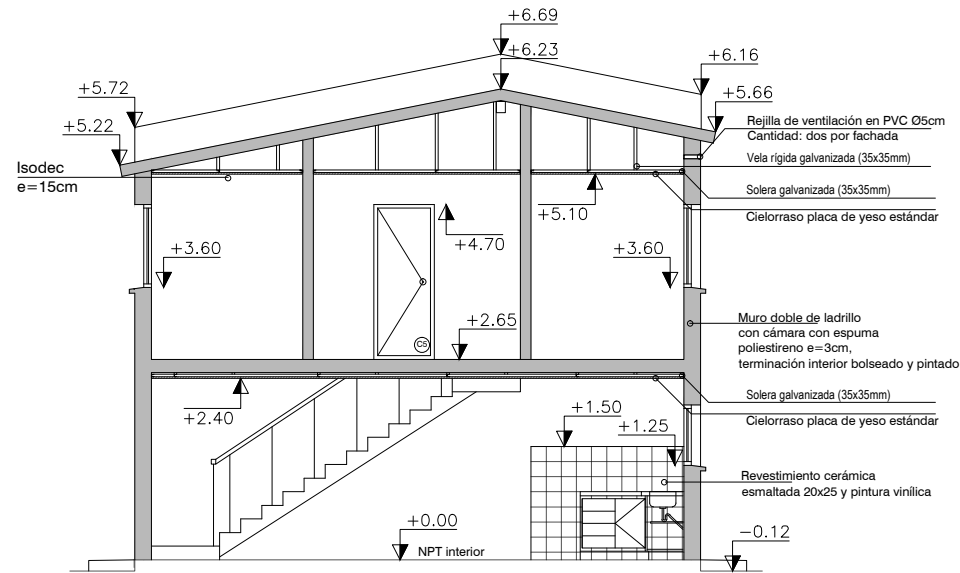 +6.69
+6.23
+6.16
+5.72
+5.66
+5.22
Rejilla de ventilación en PVC Ø5cm
Cantidad: dos por fachada
Vela rígida galvanizada (35x35mm)
Isodec
e=15cm
Solera galvanizada (35x35mm)
+5.10
Cielorraso placa de yeso estándar
+4.70
+3.60
+3.60
Muro doble de ladrillo
con cámara con espuma
poliestireno e=3cm,
terminación interior bolseado y pintado
+2.65
CS
Solera galvanizada (35x35mm)
+2.40
+1.50
Cielorraso placa de yeso estándar
+1.25
Revestimiento cerámica
esmaltada 20x25 y pintura vinílica
+0.00
NPT interior
-0.12